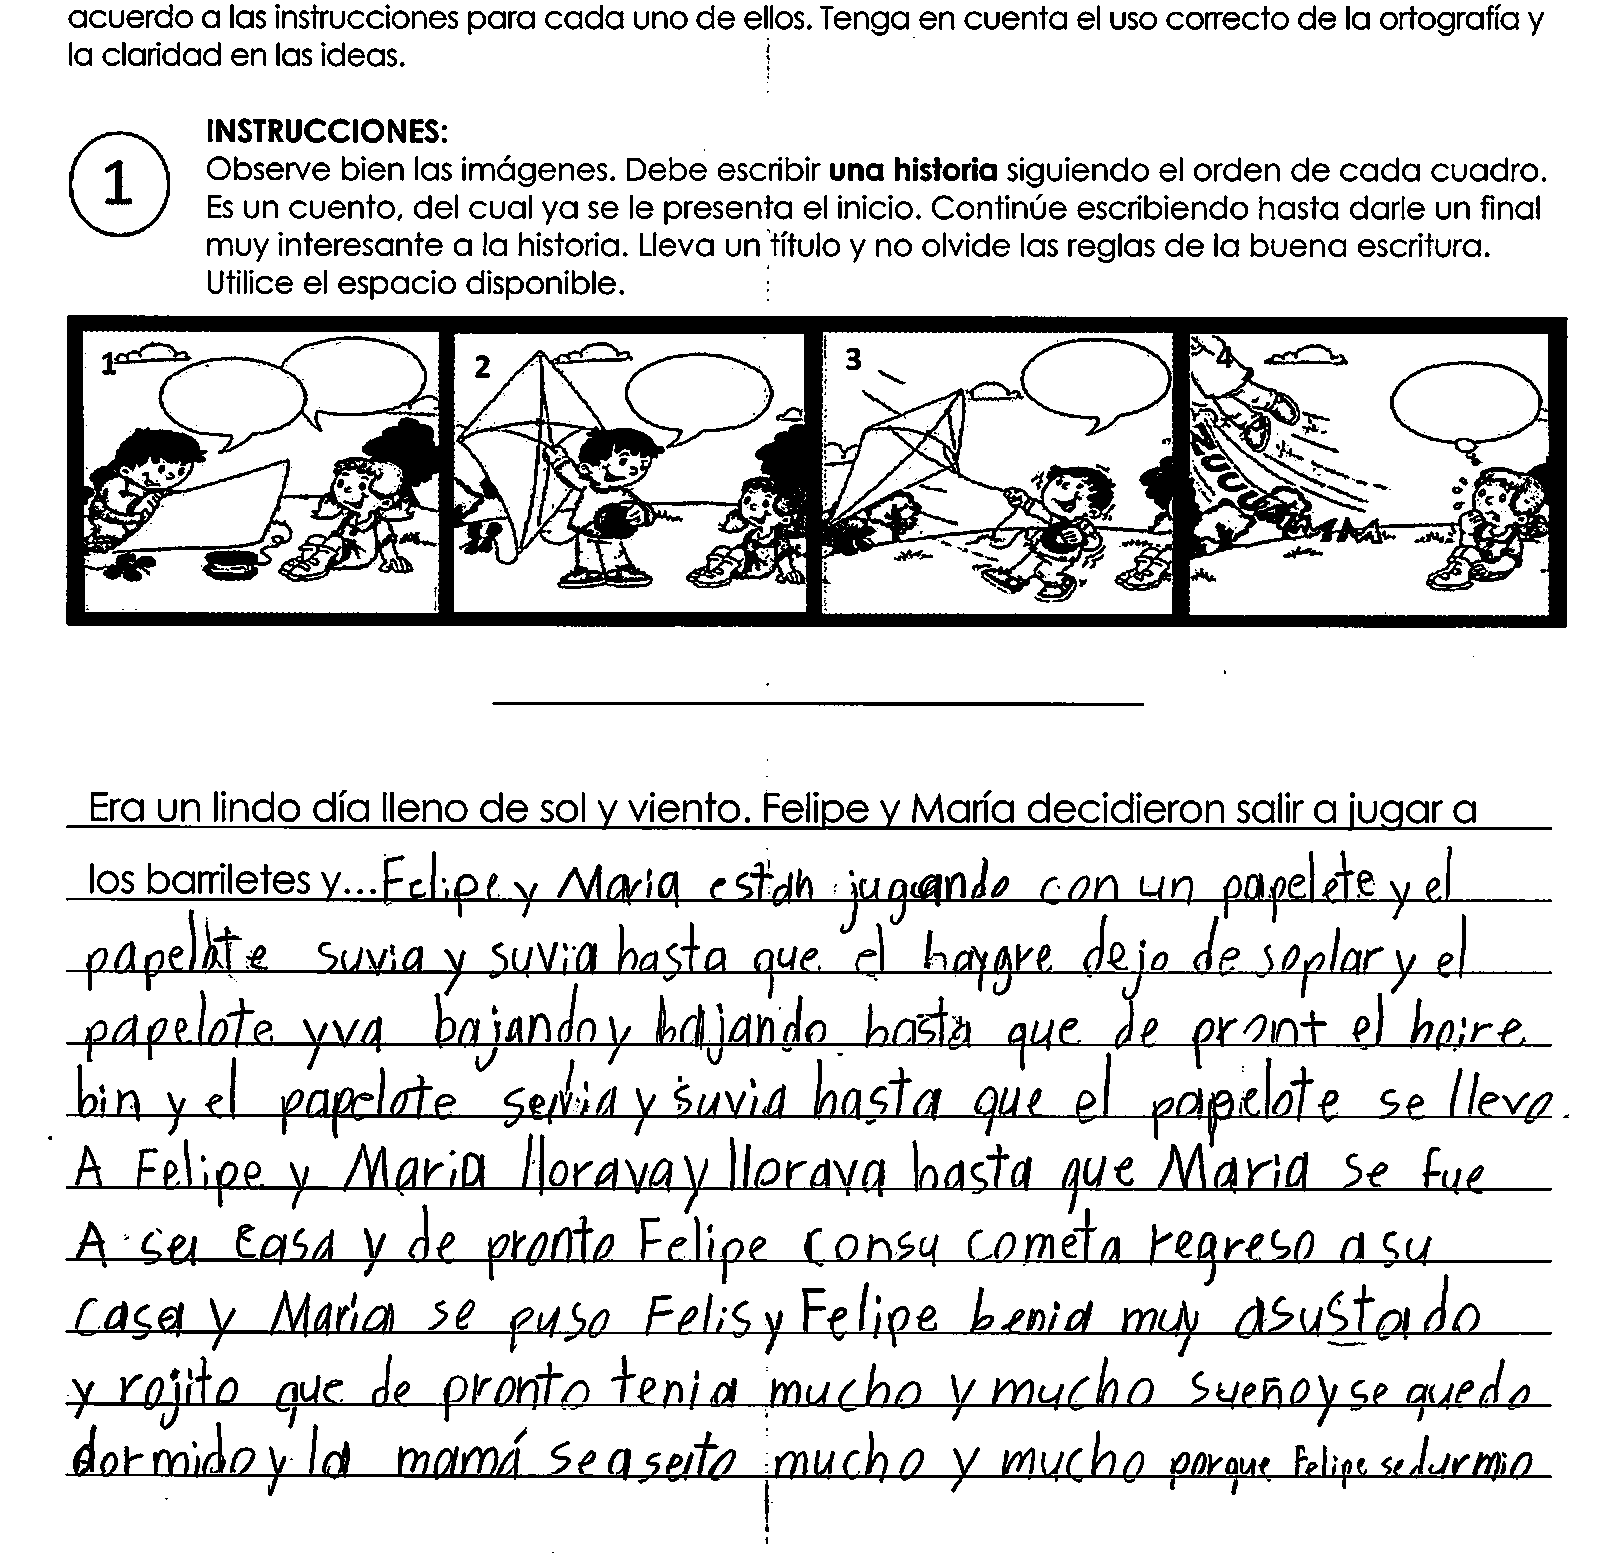 acuerdo a las instrucciones para cada uno de ellos. Tenga en cuenta el uso correcto de la ortografía y
la claridad en las ideas.
1
INSTRUCCIONES:
Observe bien las imágenes. Debe escribir una historia siguiendo el orden de cada cuadro.
Es un cuento, del cual ya se le presenta el inicio. Continúe escribiendo hasta darle un final
muy interesante a la historia. Lleva un título y no olvide las reglas de la buena escritura.
Utilice el espacio disponible.
1 2 3 4
Era un lindo día lleno de sol y viento. Felipe y María decidieron salir a jugar a
los barriletes y...Felipe y Maria están jugando con un papelete y el
papelote suvia y suvia hasta que el haygre dejo de soplar y el
papelote yva bajando y bajando hasta que de pront el haire
bin y el papelote suvia y suvia hasta que el papelote se llevo.
A Felipe y Maria llorava y llorava hasta que Maria se fue
A su casa y de pronto Felipe con su cometa regreso a su
casa y Maria se puso Felis y Felipe benia muy asustado
y rojito que de pronto tenia mucho y mucho sueño y se quedo
dormido y la mamá se aseito mucho y mucho porque Felipe se durmio